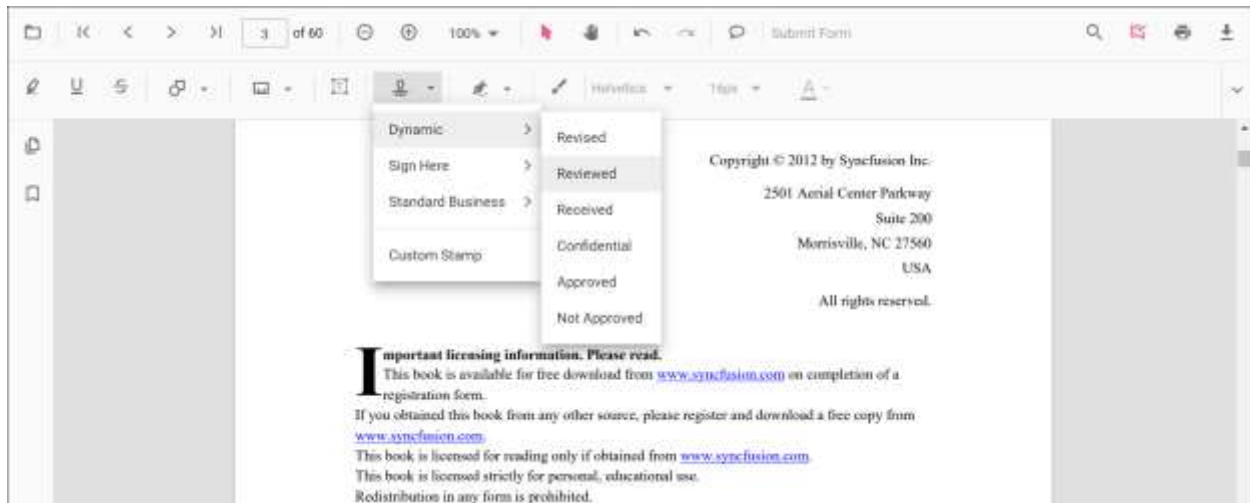 3 of 60 100% Submit Form
Helvetica 16px A
Dynamic
Sign Here
Standard Business
Custom Stamp
Revised
Reviewed
Received
Confidential
Approved
Not Approved
Copyright © 2012 by Syncfusion Inc.
2501 Aerial Center Parkway
Suite 200
Morrisville, NC 27560
USA
All rights reserved.
Important licensing information. Please read.
This book is available for free download from www.syncfusion.com on completion of a
registration form.
If you obtained this book from any other source, please register and download a free copy from
www.syncfusion.com.
This book is licensed for reading only if obtained from www.syncfusion.com.
This book is licensed strictly for personal, educational use.
Redistribution in any form is prohibited.